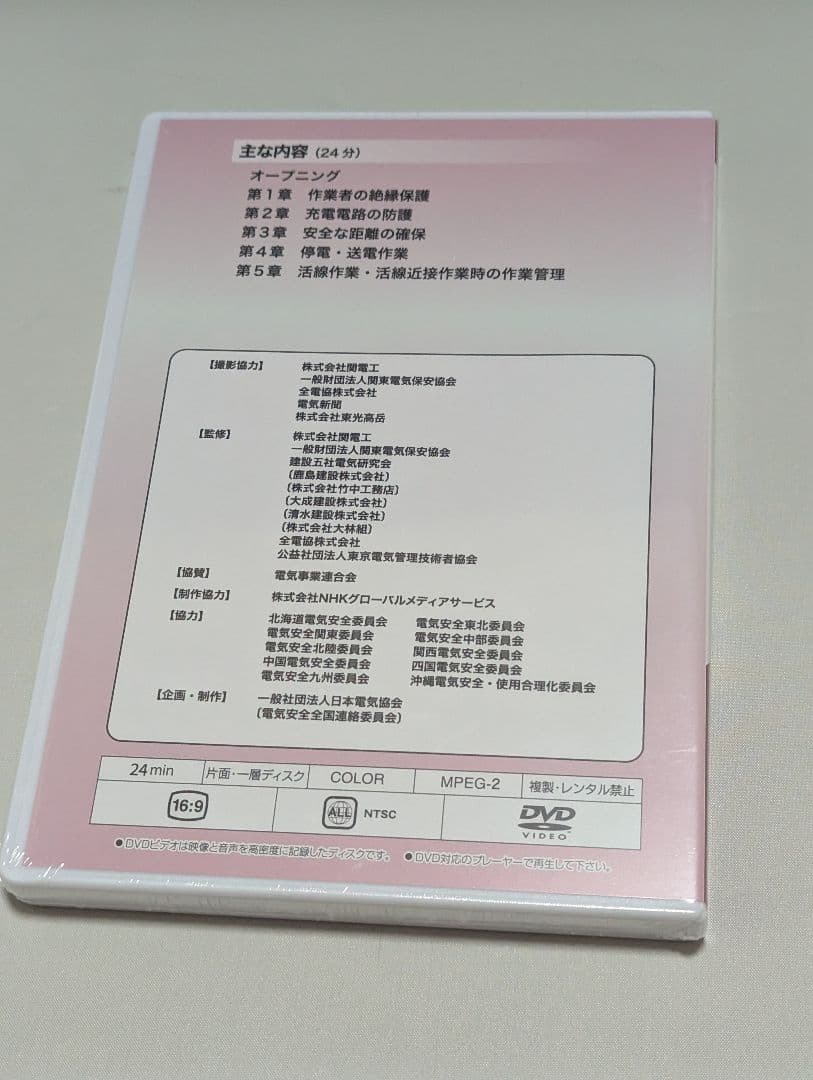 主な内容(24分)
オープニング
第1章 作業者の絶縁保護
第2章 充電電路の防護
第3章 安全な距離の確保
第4章 停電・送電作業
第5章 活線作業・活線近接作業時の作業管理
【撮影協力】 株式会社関電工
一般財団法人関東電気保安協会
全電協株式会社
電気新聞
株式会社東光高岳
【監修】 株式会社関電工
一般財団法人関東電気保安協会
建設五社電気研究会
(鹿島建設株式会社)
(株式会社竹中工務店)
(大成建設株式会社)
(清水建設株式会社)
(株式会社大林組)
全電協株式会社
公益社団法人東京電気管理技術者協会
【協賛】 電気事業連合会
【制作協力】 株式会社NHKグローバルメディアサービス
【協力】 北海道電気安全委員会 電気安全東北委員会
電気安全関東委員会 電気安全中部委員会
電気安全北陸委員会 関西電気安全委員会
中国電気安全委員会 四国電気安全委員会
電気安全九州委員会 沖縄電気安全・使用合理化委員会
【企画・制作】 一般社団法人日本電気協会
(電気安全全国連絡委員会)
24min 片面・一層ディスク COLOR MPEG-2 複製・レンタル禁止
16:9 ALL NTSC DVD VIDEO
●DVDビデオは映像と音声を高密度に記録したディスクです。 ●DVD対応のプレーヤーで再生して下さい。